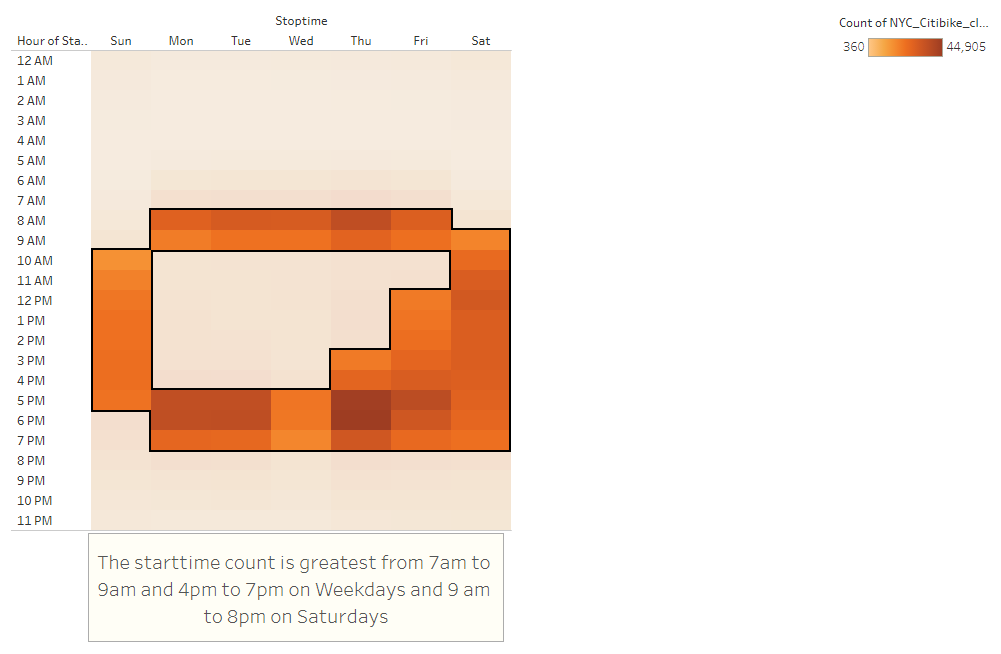 Stoptime
Hour of Sta.. Sun Mon Tue Wed Thu Fri Sat
12 AM
1 AM
2 AM
3 AM
4 AM
5 AM
6 AM
7 AM
8 AM
9 AM
10 AM
11 AM
12 PM
1 PM
2 PM
3 PM
4 PM
5 PM
6 PM
7 PM
8 PM
9 PM
10 PM
11 PM
Count of NYC_Citibike_cl...
360 44,905
The starttime count is greatest from 7am to
9am and 4pm to 7pm on Weekdays and 9 am
to 8pm on Saturdays